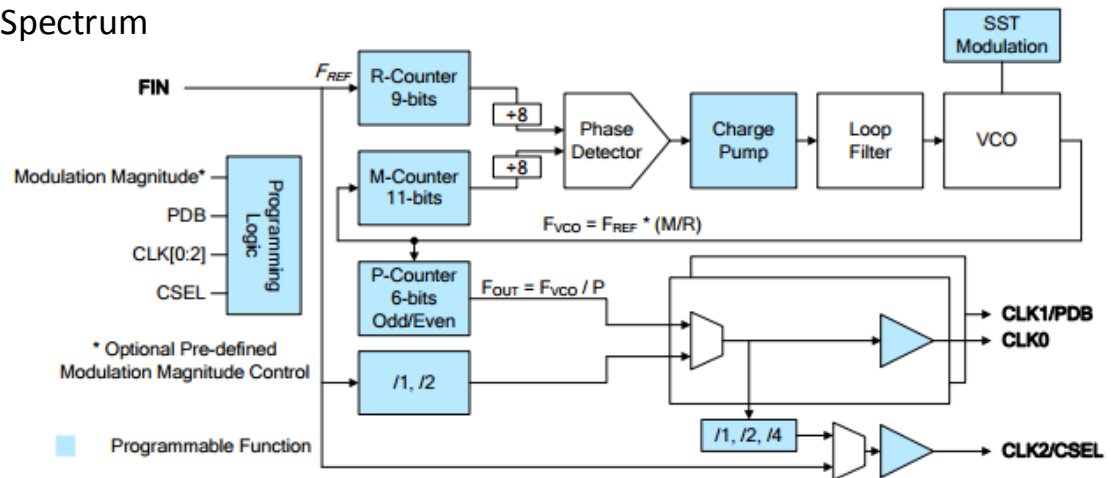 Spectrum
SST
Modulation
FIN
FREF
R-Counter
9-bits
÷8
Phase
Detector
Charge
Pump
Loop
Filter
VCO
÷8
M-Counter
11-bits
Modulation Magnitude*
PDB
CLK[0:2]
CSEL
Programming
Logic
FVCO = FREF * (M/R)
P-Counter
6-bits
Odd/Even
FOUT = FVCO / P
CLK1/PDB
CLK0
* Optional Pre-defined
Modulation Magnitude Control
/1, /2
/1, /2, /4
Programmable Function
CLK2/CSEL